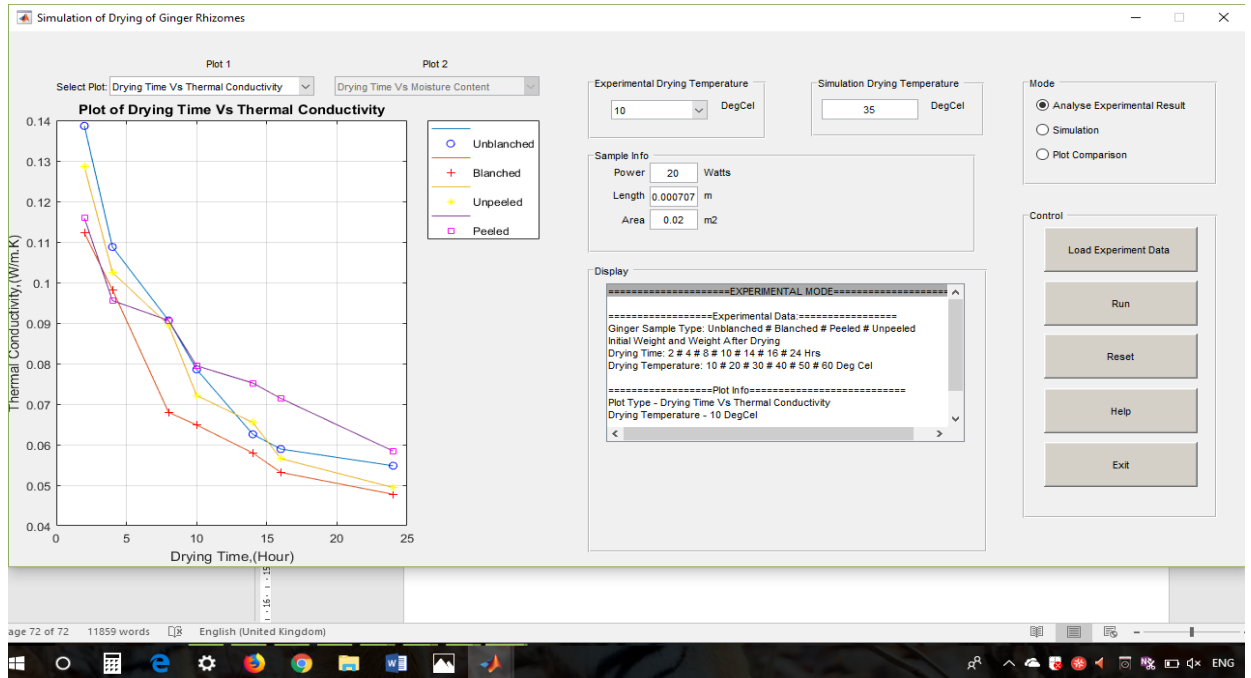 Simulation of Drying of Ginger Rhizomes
Plot 1
Plot 2
Select Plot: Drying Time Vs Thermal Conductivity
Drying Time Vs Moisture Content
Plot of Drying Time Vs Thermal Conductivity
Thermal Conductivity,(W/m.K)
0.14
0.13
0.12
0.11
0.1
0.09
0.08
0.07
0.06
0.05
0.04
0 5 10 15 20 25
Drying Time,(Hour)
Unblanched
Blanched
Unpeeled
Peeled
Experimental Drying Temperature
10 DegCel
Simulation Drying Temperature
35 DegCel
Sample Info
Power 20 Watts
Length 0.000707 m
Area 0.02 m2
Display
=====================EXPERIMENTAL MODE====================
==================Experimental Data:=================
Ginger Sample Type: Unblanched # Blanched # Peeled # Unpeeled
Initial Weight and Weight After Drying
Drying Time: 2 # 4 # 8 # 10 # 14 # 16 # 24 Hrs
Drying Temperature: 10 # 20 # 30 # 40 # 50 # 60 Deg Cel
==================Plot Info===========================
Plot Type - Drying Time Vs Thermal Conductivity
Drying Temperature - 10 DegCel
Mode
Analyse Experimental Result
Simulation
Plot Comparison
Control
Load Experiment Data
Run
Reset
Help
Exit
15
16
age 72 of 72 11859 words English (United Kingdom)
ENG